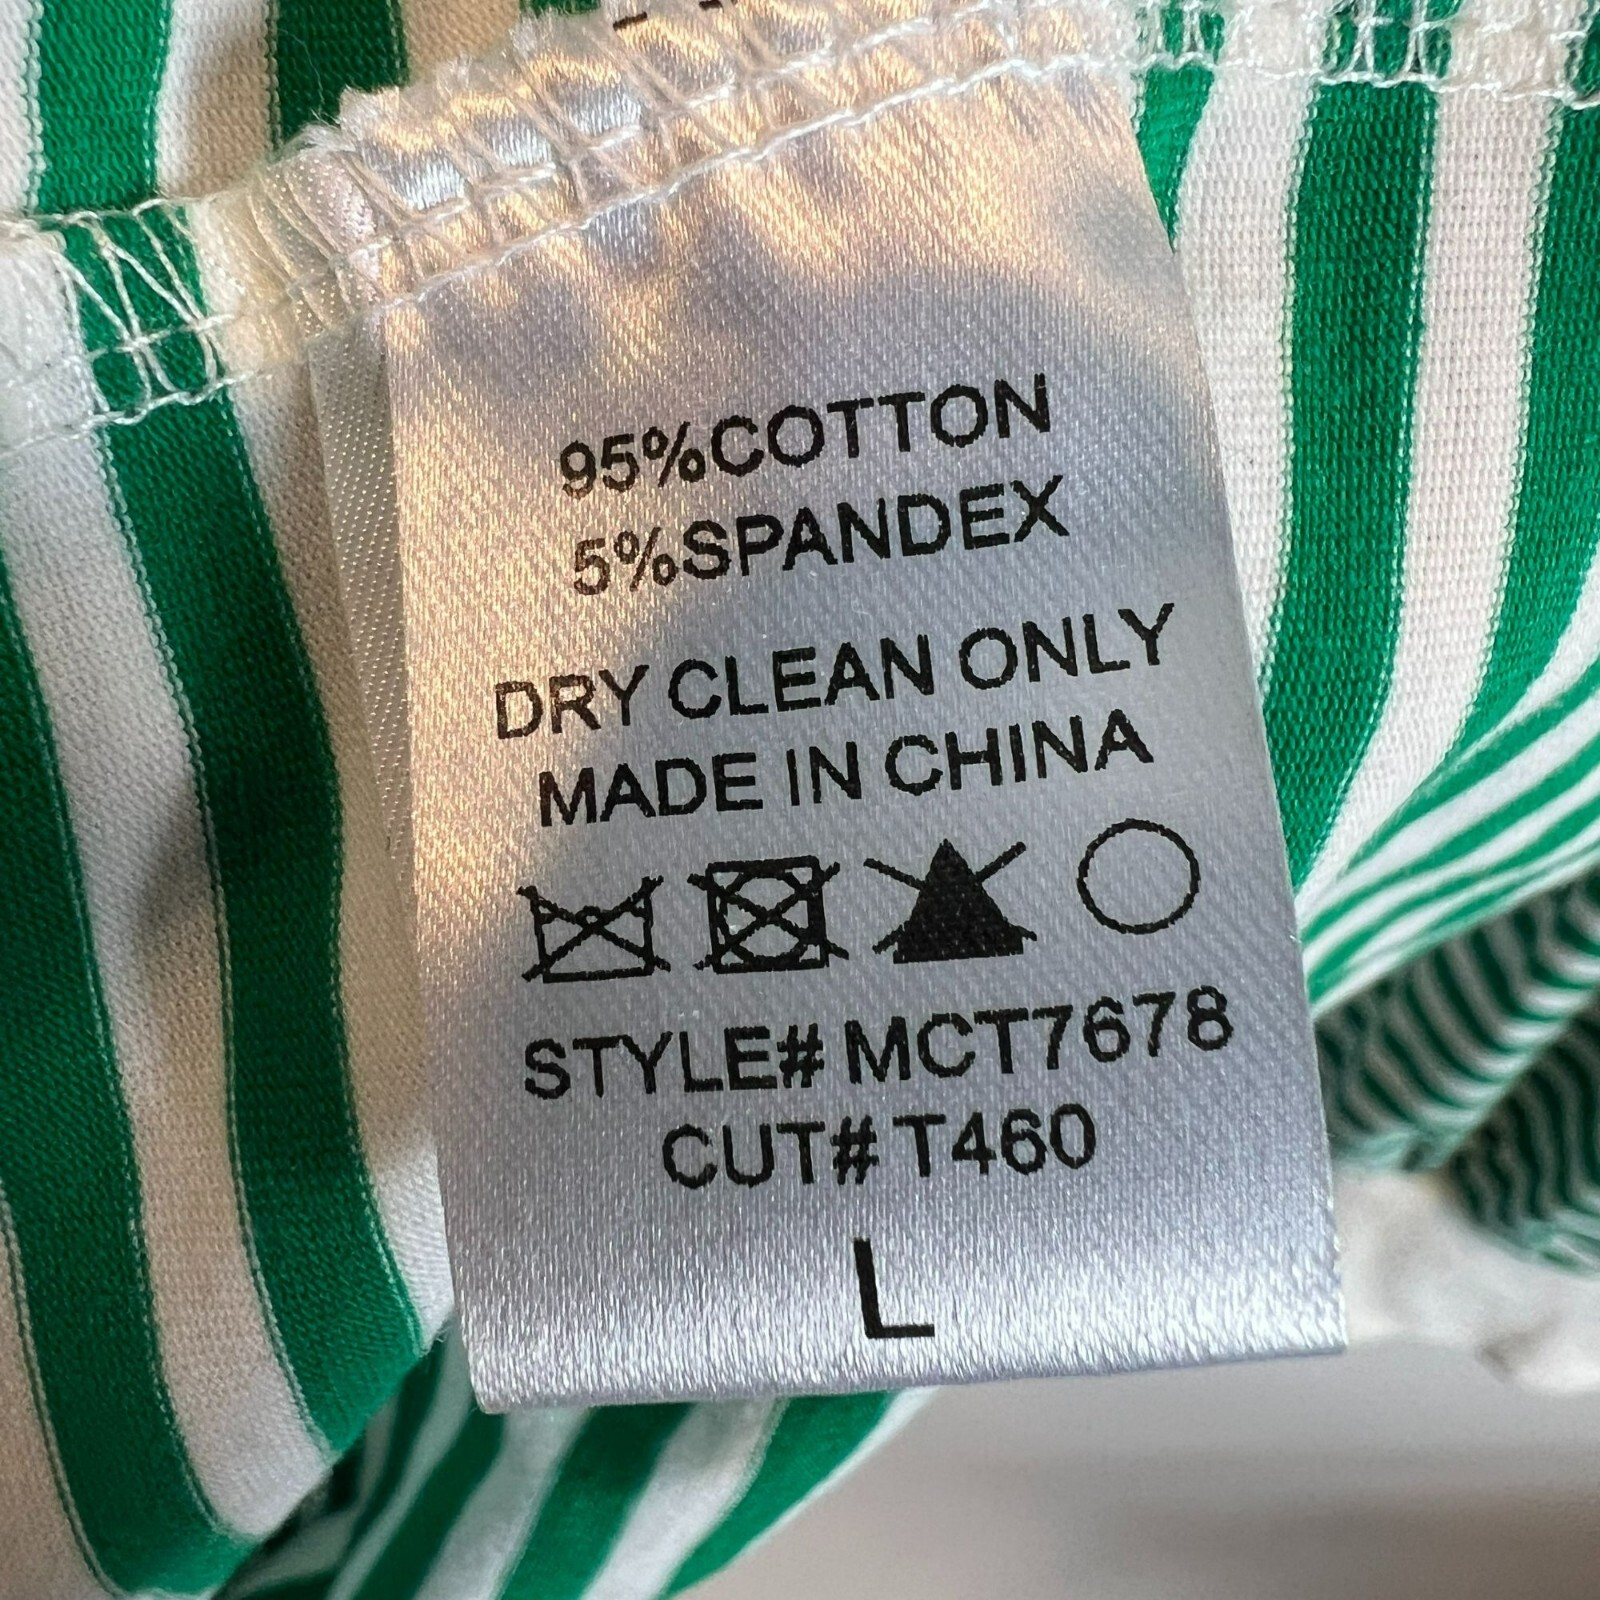 95%COTTON
5%SPANDEX
DRY CLEAN ONLY
MADE IN CHINA
STYLE# MCT7678
CUT# T460
L